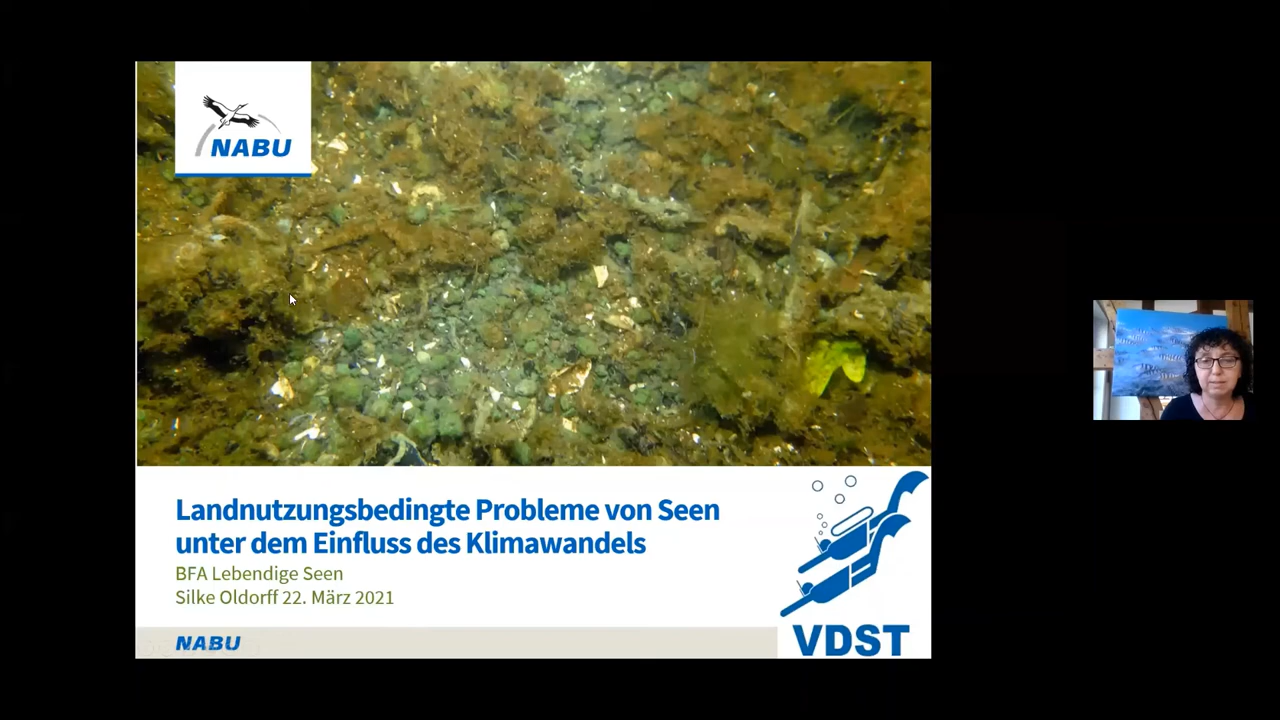 NABU
Landnutzungsbedingte Probleme von Seen
unter dem Einfluss des Klimawandels
BFA Lebendige Seen
Silke Oldorff 22. März 2021
NABU
VDST